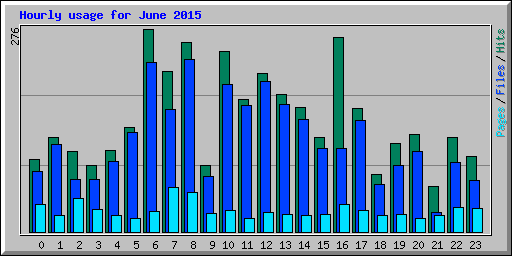 Hourly usage for June 2015
276
Pages/Files/Hits
0 1 2 3 4 5 6 7 8 9 10 11 12 13 14 15 16 17 18 19 20 21 22 23